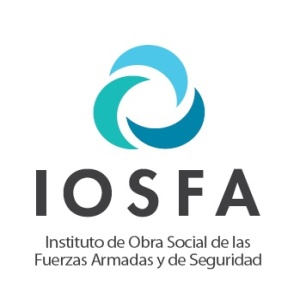 IOSFA
Instituto de Obra Social de las
Fuerzas Armadas y de Seguridad